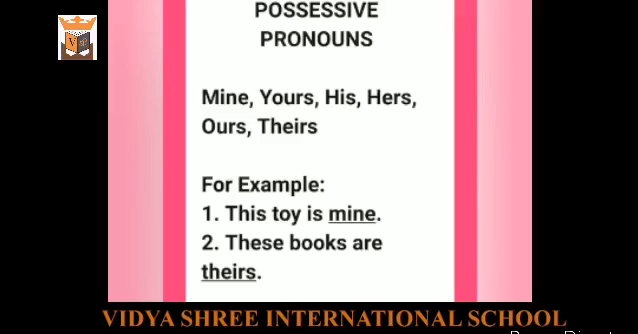 POSSESSIVE
PRONOUNS
Mine, Yours, His, Hers,
Ours, Theirs
For Example:
1. This toy is mine.
2. These books are
theirs.
VIDYA SHREE INTERNATIONAL SCHOOL